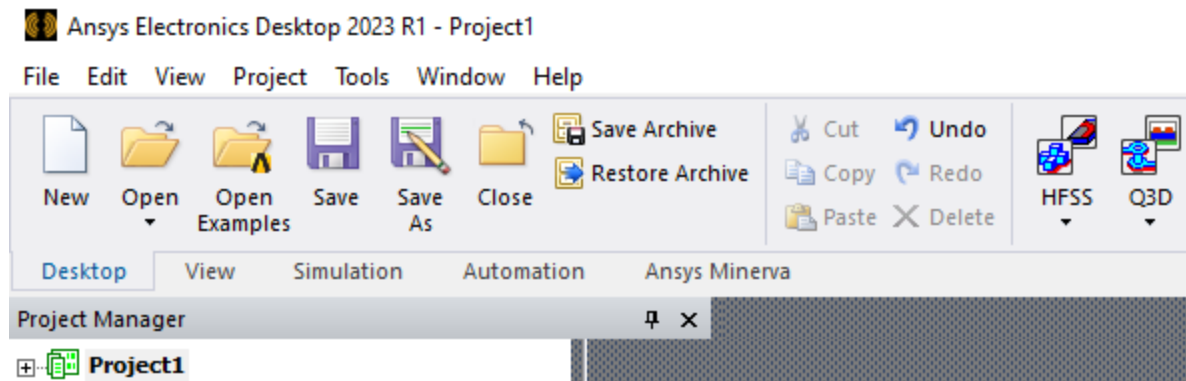 Ansys Electronics Desktop 2023 R1 - Project1
File Edit View Project Tools Window Help
New
Open
Open
Examples
Save
Save
As
Close
Save Archive
Restore Archive
Cut
Copy
Paste
Undo
Redo
Delete
HFSS
Q3D
Desktop View Simulation Automation Ansys Minerva
Project Manager
Project1